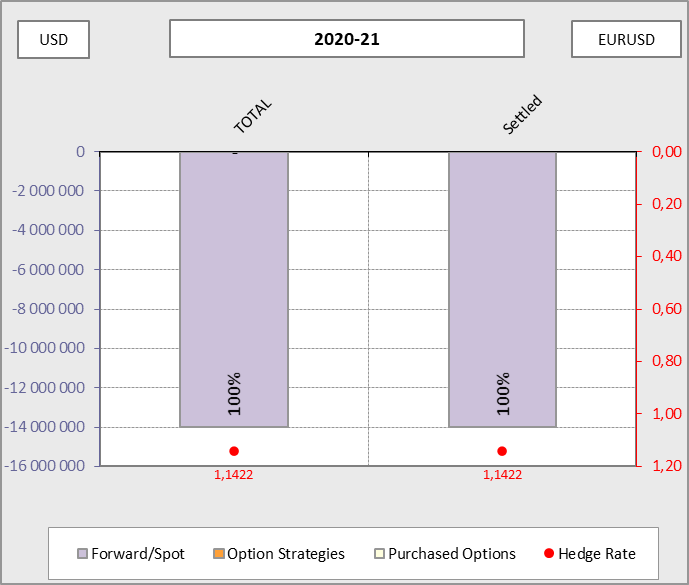 USD 2020-21 EURUSD
TOTAL Settled
0 0,00
-2 000 000 0,20
-4 000 000 0,40
-6 000 000 0,60
-8 000 000 0,80
-10 000 000 1,00
-12 000 000 1,20
-14 000 000
-16 000 000
100% 100%
1,1422 1,1422
Forward/Spot Option Strategies Purchased Options Hedge Rate